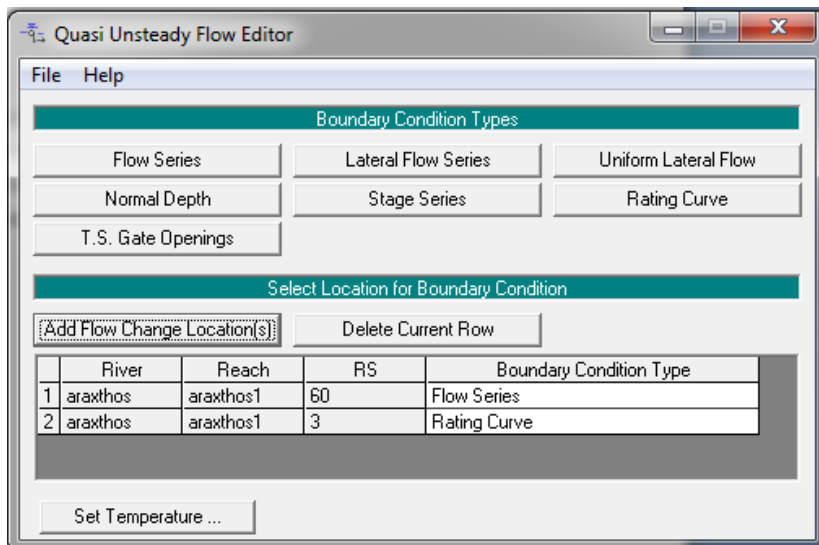 Quasi Unsteady Flow Editor
File Help
Boundary Condition Types
Flow Series Lateral Flow Series Uniform Lateral Flow
Normal Depth Stage Series Rating Curve
T.S. Gate Openings
Select Location for Boundary Condition
Add Flow Change Location(s) Delete Current Row
River Reach RS Boundary Condition Type
1 araxthos araxthos1 60 Flow Series
2 araxthos araxthos1 3 Rating Curve
Set Temperature ...